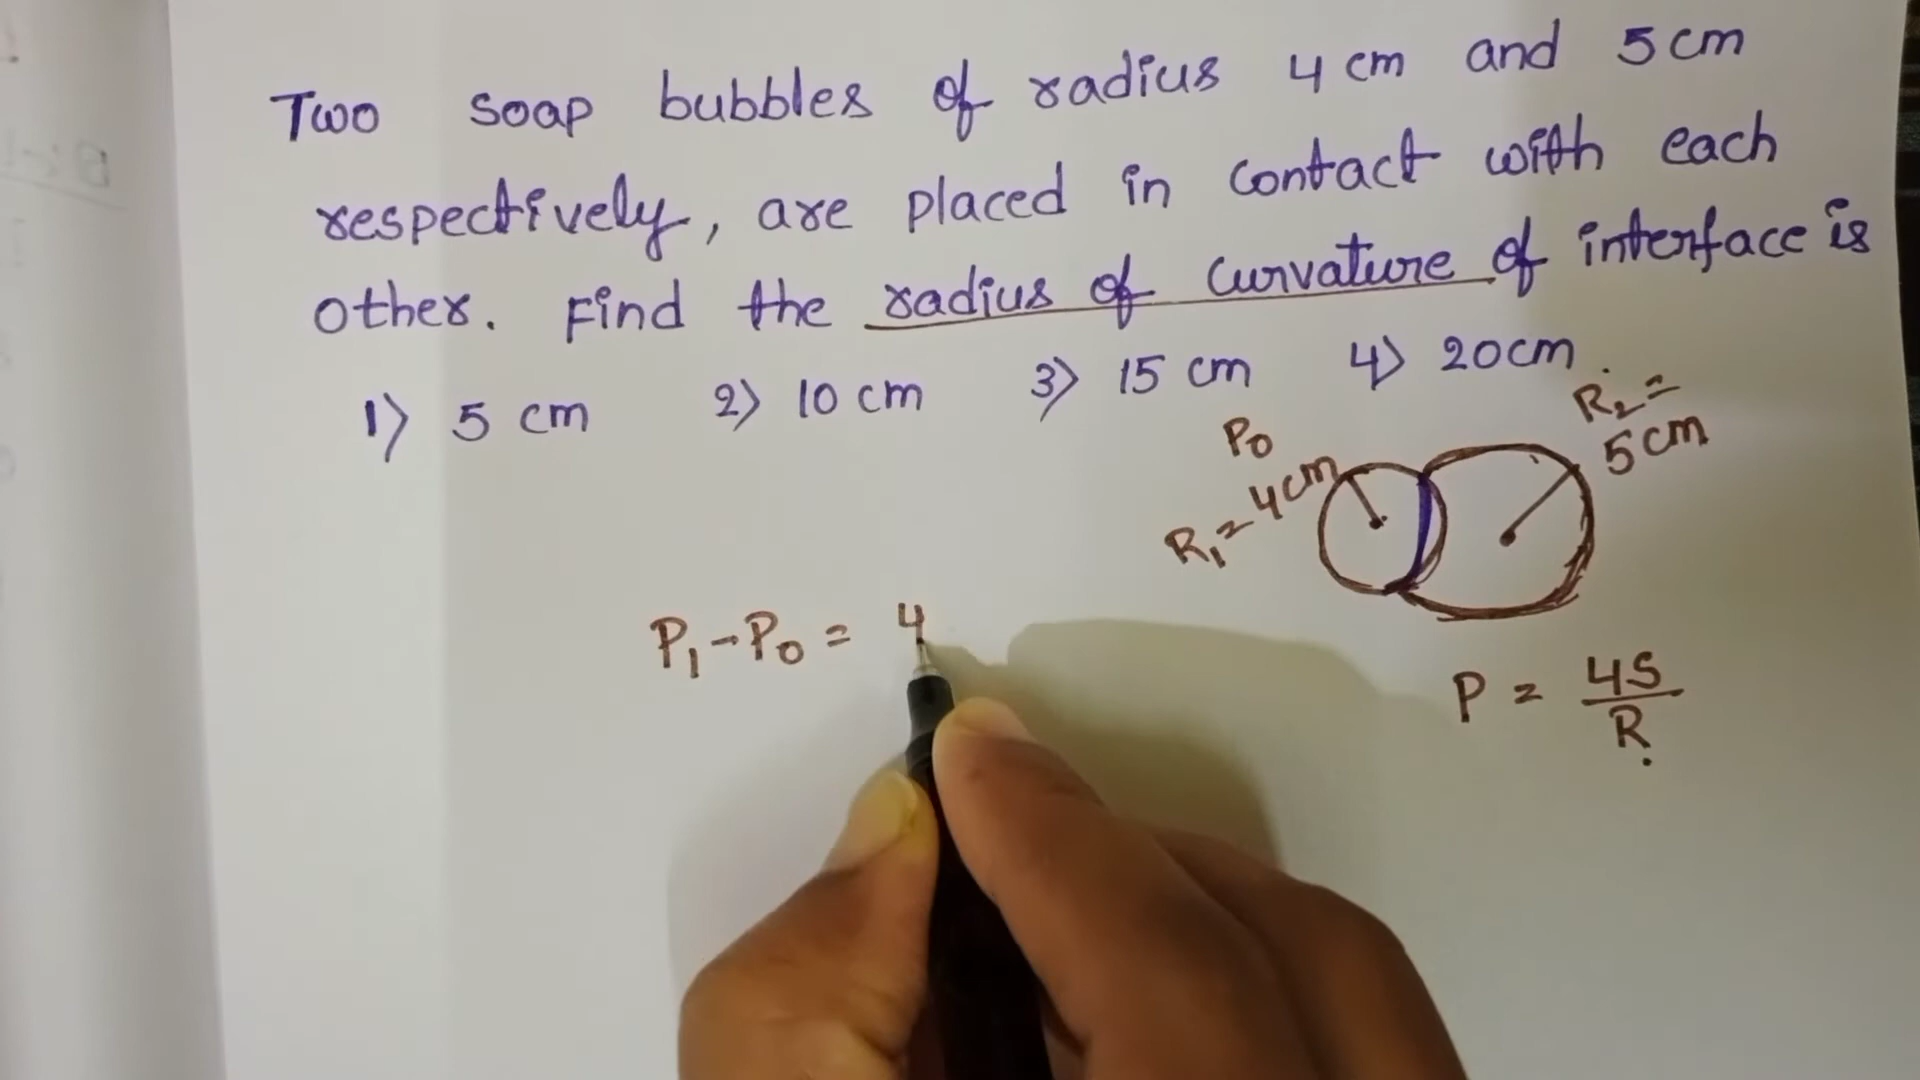 Two soap bubbles of radius 4 cm and 5 cm
respectively, are placed in contact with each
other. Find the radius of curvature of interface is
1) 5 cm 2) 10 cm 3) 15 cm 4) 20cm.
P0
R1 = 4cm
R2 =
5cm
P1 - P0 = 4
P = 4S/R